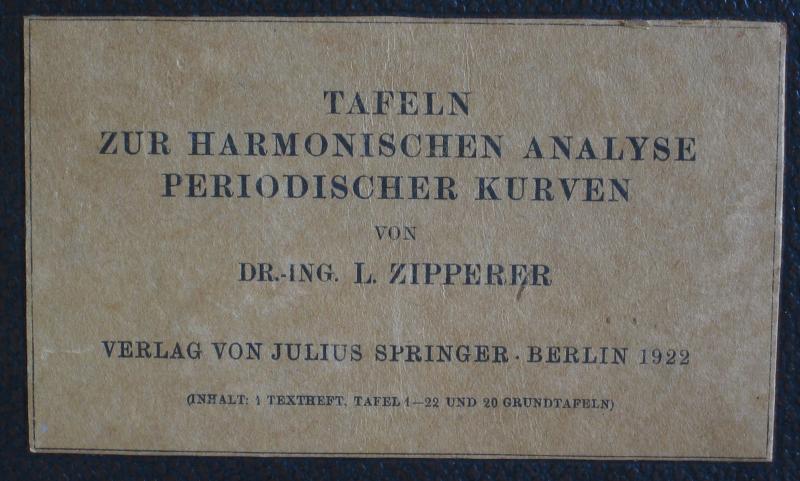 TAFELN
ZUR HARMONISCHEN ANALYSE
PERIODISCHER KURVEN
VON
DR.-ING. L. ZIPPERER
VERLAG VON JULIUS SPRINGER · BERLIN 1922
(INHALT: 1 TEXTHEFT, TAFEL 1—22 UND 20 GRUNDTAFELN)